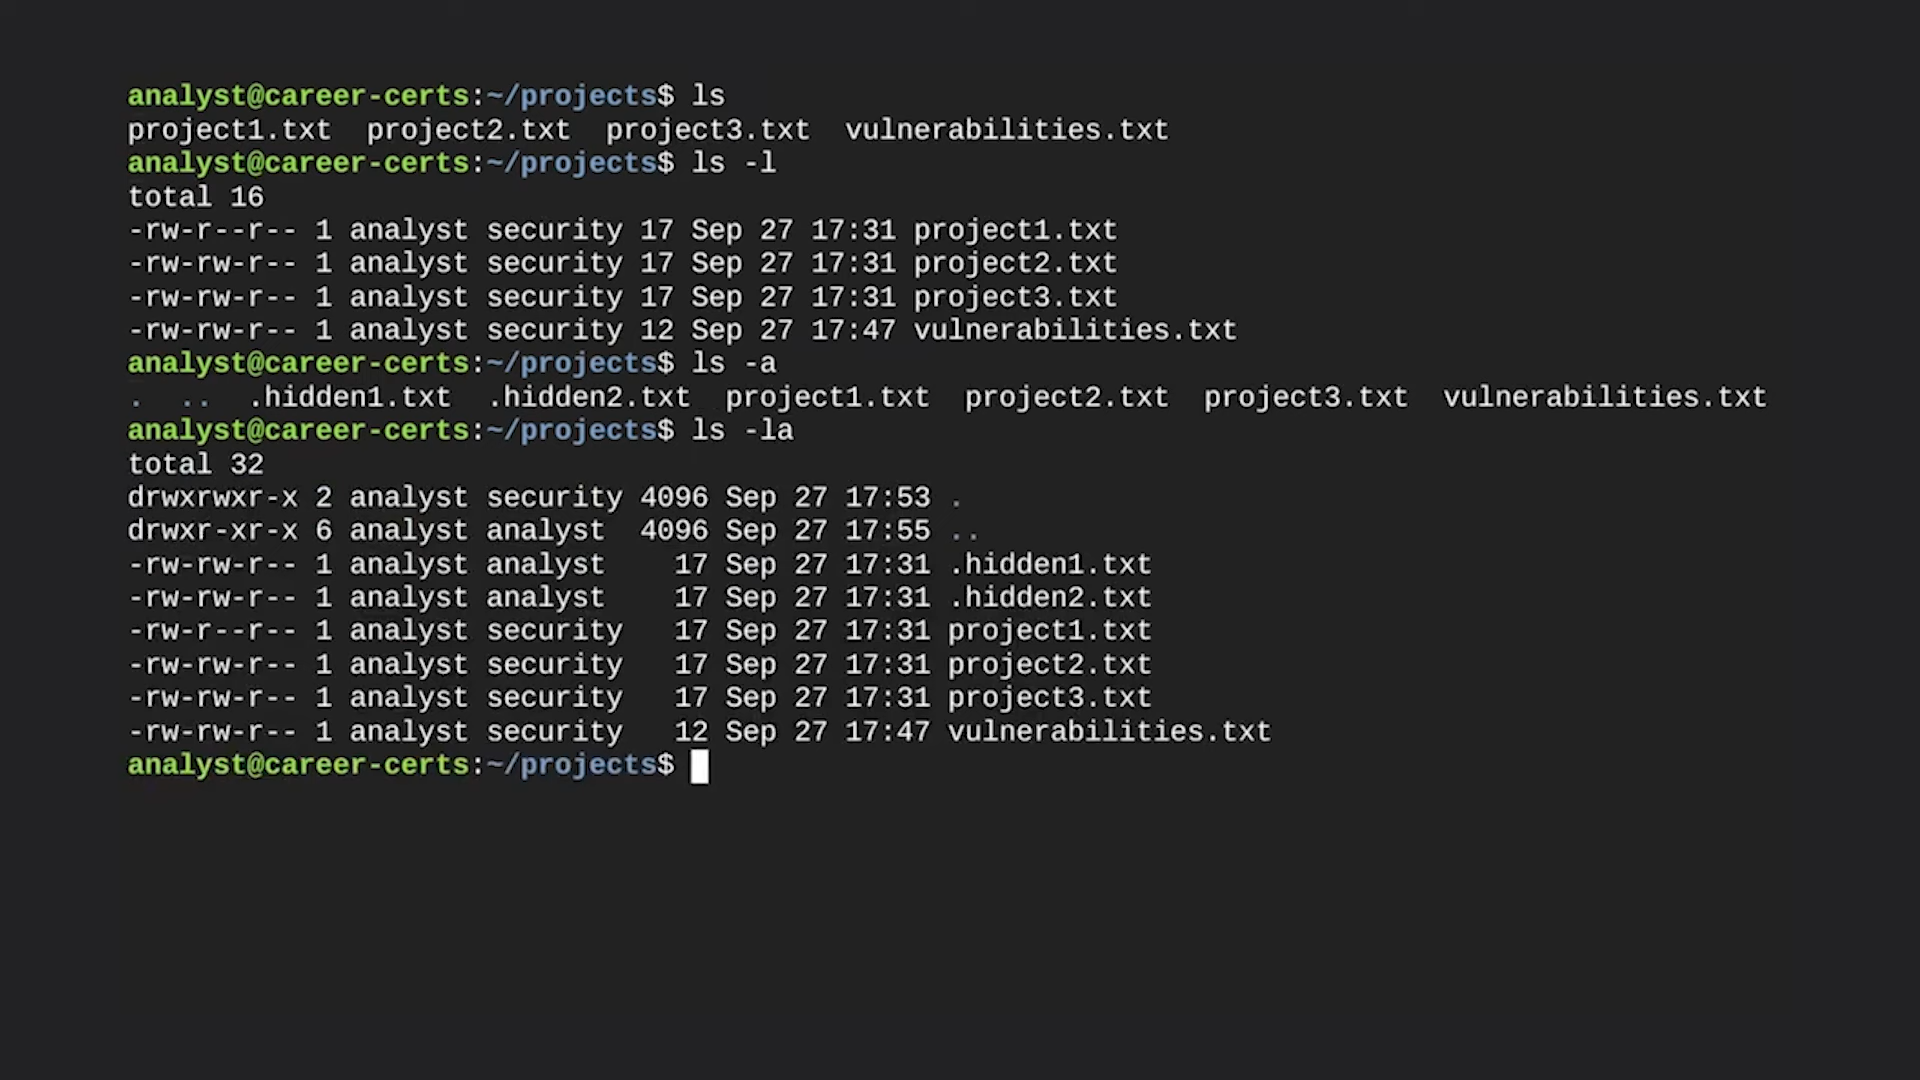 analyst@career-certs:~/projects$ ls
project1.txt  project2.txt  project3.txt  vulnerabilities.txt
analyst@career-certs:~/projects$ ls -l
total 16
-rw-r--r-- 1 analyst security 17 Sep 27 17:31 project1.txt
-rw-rw-r-- 1 analyst security 17 Sep 27 17:31 project2.txt
-rw-rw-r-- 1 analyst security 17 Sep 27 17:31 project3.txt
-rw-rw-r-- 1 analyst security 12 Sep 27 17:47 vulnerabilities.txt
analyst@career-certs:~/projects$ ls -a
.  ..  .hidden1.txt  .hidden2.txt  project1.txt  project2.txt  project3.txt  vulnerabilities.txt
analyst@career-certs:~/projects$ ls -la
total 32
drwxrwxr-x 2 analyst security 4096 Sep 27 17:53 .
drwxr-xr-x 6 analyst analyst  4096 Sep 27 17:55 ..
-rw-rw-r-- 1 analyst analyst    17 Sep 27 17:31 .hidden1.txt
-rw-rw-r-- 1 analyst analyst    17 Sep 27 17:31 .hidden2.txt
-rw-r--r-- 1 analyst security   17 Sep 27 17:31 project1.txt
-rw-rw-r-- 1 analyst security   17 Sep 27 17:31 project2.txt
-rw-rw-r-- 1 analyst security   17 Sep 27 17:31 project3.txt
-rw-rw-r-- 1 analyst security   12 Sep 27 17:47 vulnerabilities.txt
analyst@career-certs:~/projects$